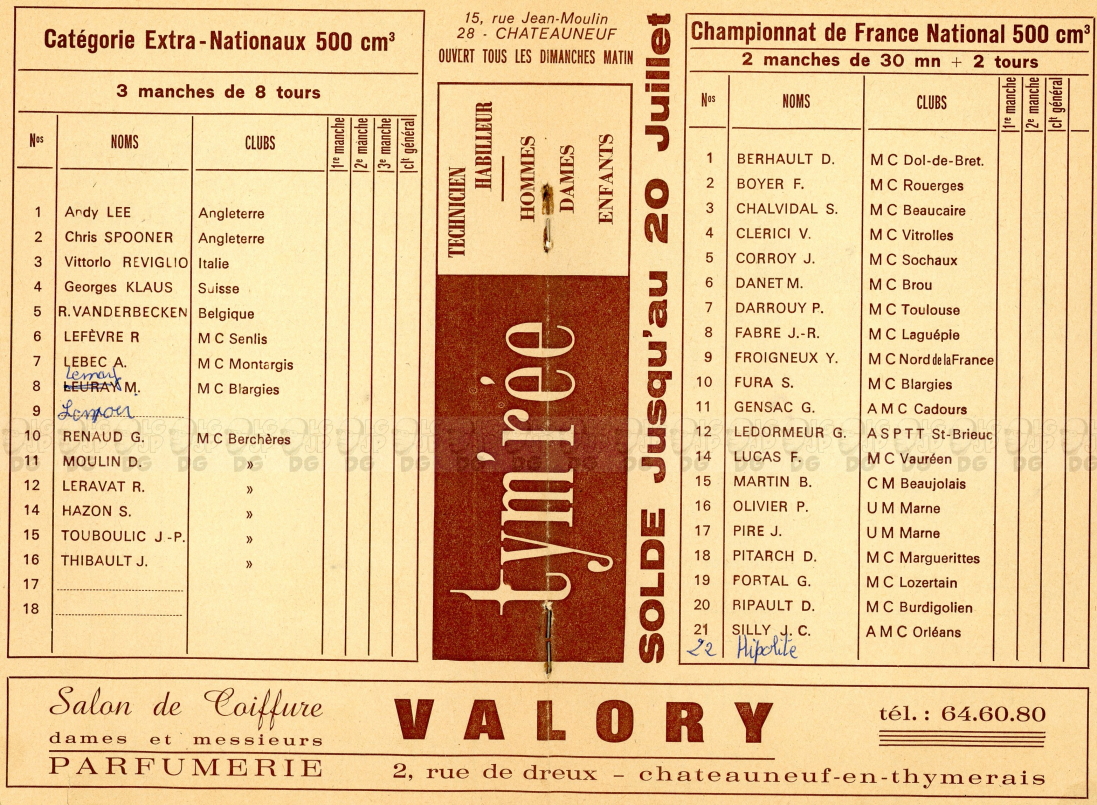 Catégorie Extra-Nationaux 500 cm³
3 manches de 8 tours
Nos NOMS CLUBS 1re manche 2e manche 3e manche clt général
1 Andy LEE Angleterre
2 Chris SPOONER Angleterre
3 Vittorlo REVIGLIO Italie
4 Georges KLAUS Suisse
5 R.VANDERBECKEN Belgique
6 LEFÈVRE R M C Senlis
7 LEBEC A. M C Montargis
8 LEURAY M. M C Blargies
9
10 RENAUD G. M C Berchères
11 MOULIN D. »
12 LERAVAT R. »
14 HAZON S. »
15 TOUBOULIC J-P. »
16 THIBAULT J. »
17
18
15, rue Jean-Moulin
28 - CHATEAUNEUF
OUVERT TOUS LES DIMANCHES MATIN
TECHNICIEN
HABILLEUR
HOMMES
DAMES
ENFANTS
tym'rée
SOLDE Jusqu'au 20 Juillet
Championnat de France National 500 cm³
2 manches de 30 mn + 2 tours
Nos NOMS CLUBS 1re manche 2e manche clt général
1 BERHAULT D. M C Dol-de-Bret.
2 BOYER F. M C Rouerges
3 CHALVIDAL S. M C Beaucaire
4 CLERICI V. M C Vitrolles
5 CORROY J. M C Sochaux
6 DANET M. M C Brou
7 DARROUY P. M C Toulouse
8 FABRE J.-R. M C Laguépie
9 FROIGNEUX Y. M C Nord de la France
10 FURA S. M C Blargies
11 GENSAC G. A M C Cadours
12 LEDORMEUR G. A S P T T St-Brieuc
14 LUCAS F. M C Vauréen
15 MARTIN B. C M Beaujolais
16 OLIVIER P. U M Marne
17 PIRE J. U M Marne
18 PITARCH D. M C Marguerittes
19 PORTAL G. M C Lozertain
20 RIPAULT D. M C Burdigolien
21 SILLY J. C. A M C Orléans
22 Hipolite
Salon de Coiffure
dames et messieurs
PARFUMERIE
VALORY
2, rue de dreux - chateauneuf-en-thymerais
tél. : 64.60.80